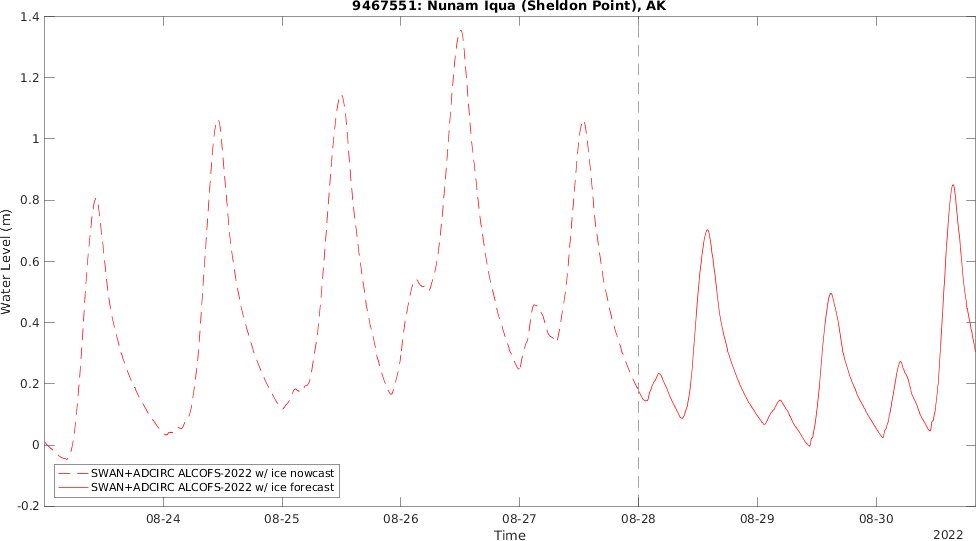 9467551: Nunam Iqua (Sheldon Point), AK
1.4
1.2
1
0.8
0.6
0.4
0.2
0
-0.2
Water Level (m)
SWAN+ADCIRC ALCOFS-2022 w/ ice nowcast
SWAN+ADCIRC ALCOFS-2022 w/ ice forecast
08-24 08-25 08-26 08-27 08-28 08-29 08-30
Time
2022